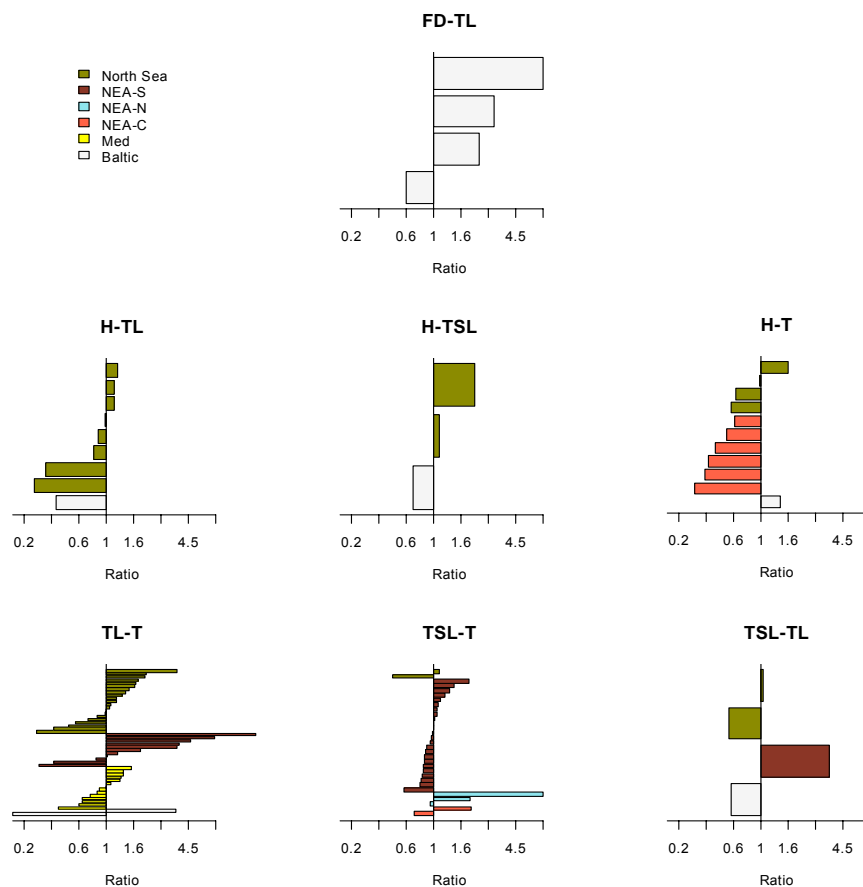 FD-TL
North Sea
NEA-S
NEA-N
NEA-C
Med
Baltic
0.2 0.6 1 1.6 4.5
Ratio
H-TL H-TSL H-T
0.2 0.6 1 1.6 4.5 0.2 0.6 1 1.6 4.5 0.2 0.6 1 1.6 4.5
Ratio Ratio Ratio
TL-T TSL-T TSL-TL
0.2 0.6 1 1.6 4.5 0.2 0.6 1 1.6 4.5 0.2 0.6 1 1.6 4.5
Ratio Ratio Ratio